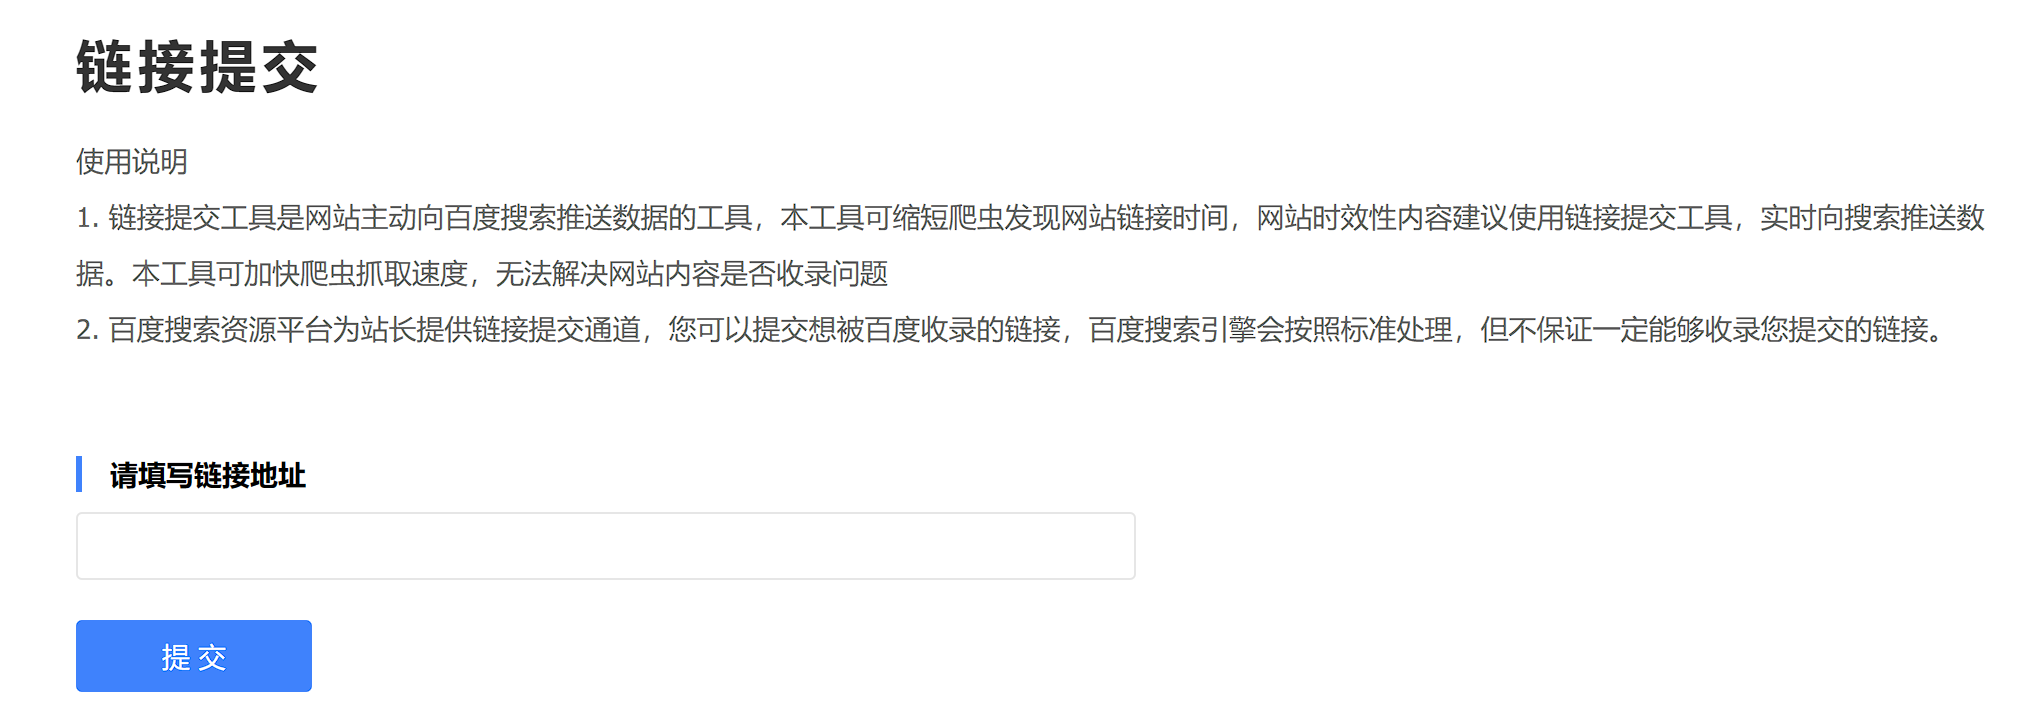 链接提交
使用说明
1. 链接提交工具是网站主动向百度搜索推送数据的工具，本工具可缩短爬虫发现网站链接时间，网站时效性内容建议使用链接提交工具，实时向搜索推送数
据。本工具可加快爬虫抓取速度，无法解决网站内容是否收录问题
2. 百度搜索资源平台为站长提供链接提交通道，您可以提交想被百度收录的链接，百度搜索引擎会按照标准处理，但不保证一定能够收录您提交的链接。
请填写链接地址
提 交